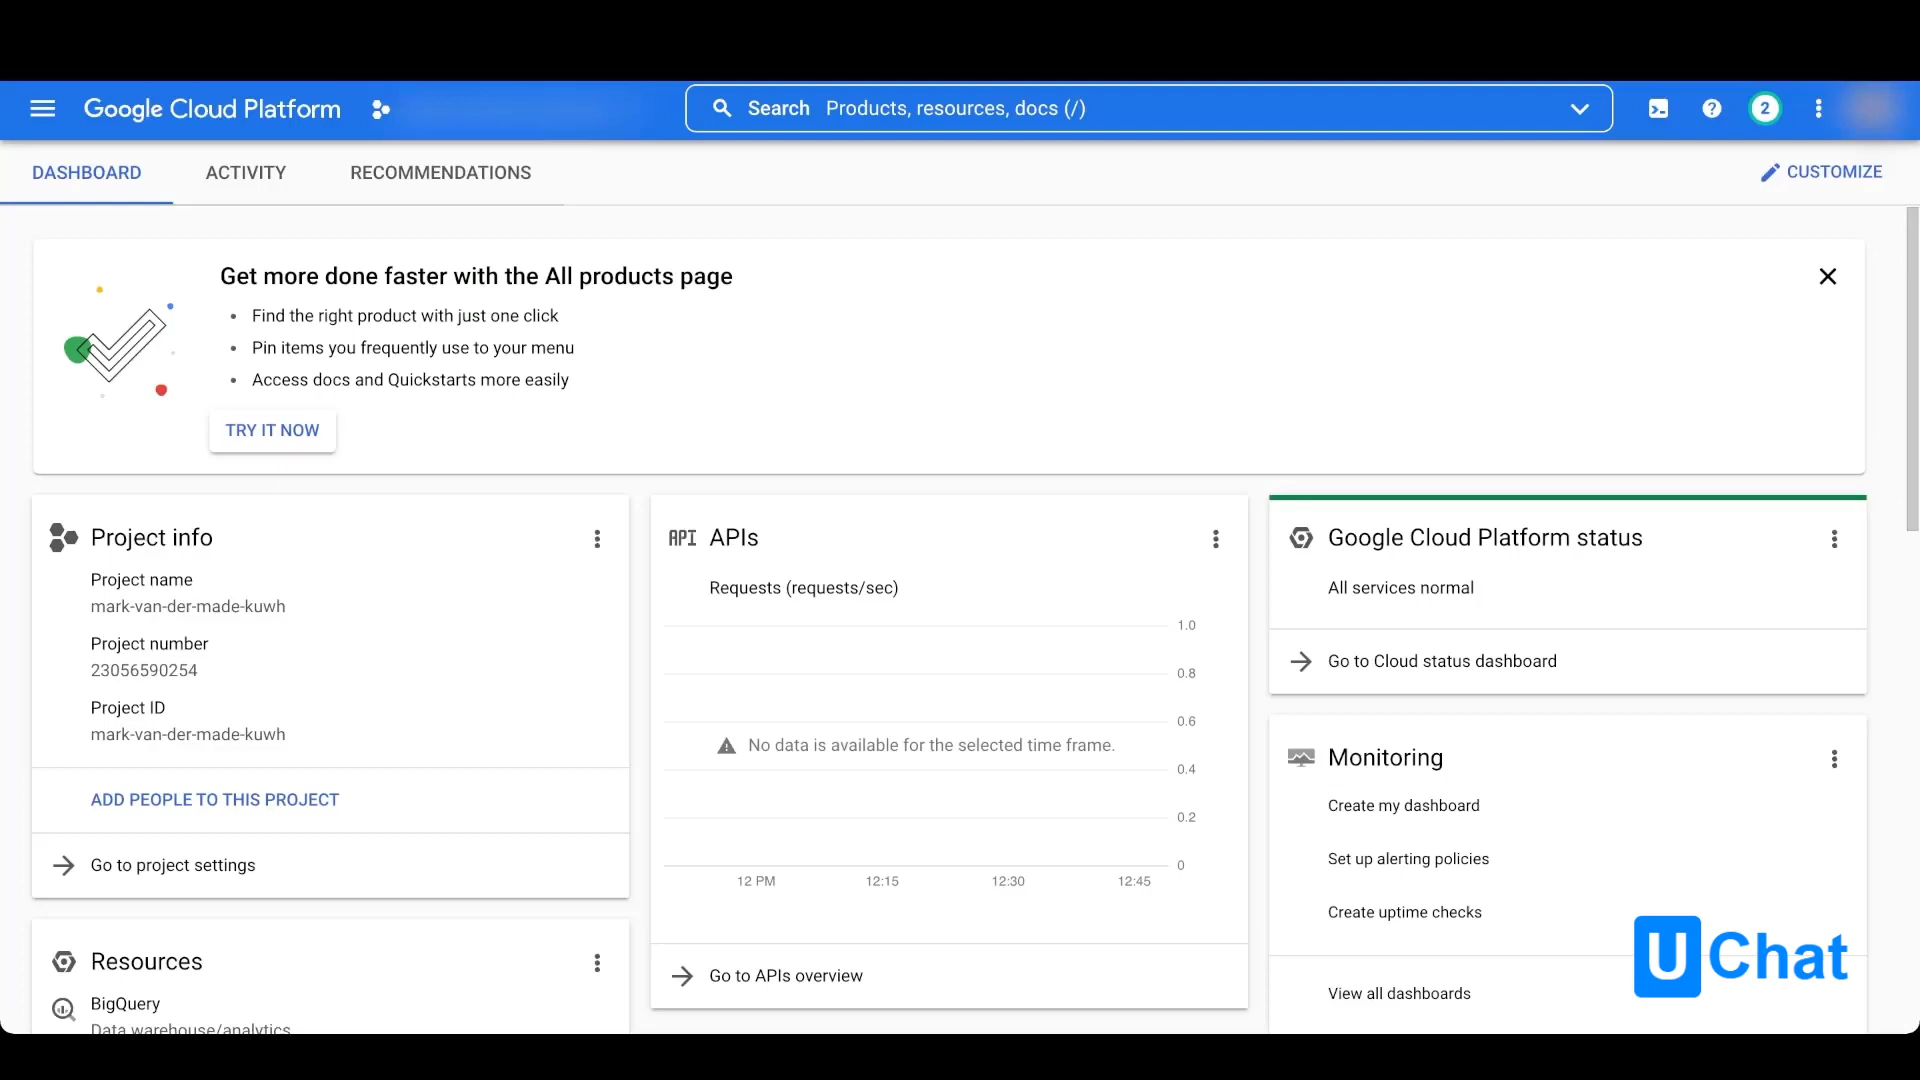 Google Cloud Platform
Search Products, resources, docs (/)
2
DASHBOARD
ACTIVITY
RECOMMENDATIONS
CUSTOMIZE
Get more done faster with the All products page
• Find the right product with just one click
• Pin items you frequently use to your menu
• Access docs and Quickstarts more easily
TRY IT NOW
Project info
Project name
mark-van-der-made-kuwh
Project number
23056590254
Project ID
mark-van-der-made-kuwh
ADD PEOPLE TO THIS PROJECT
Go to project settings
Resources
BigQuery
Data warehouse/analytics
API APIs
Requests (requests/sec)
1.0
0.8
0.6
No data is available for the selected time frame.
0.4
0.2
0
12 PM 12:15 12:30 12:45
Go to APIs overview
Google Cloud Platform status
All services normal
Go to Cloud status dashboard
Monitoring
Create my dashboard
Set up alerting policies
Create uptime checks
View all dashboards
UChat